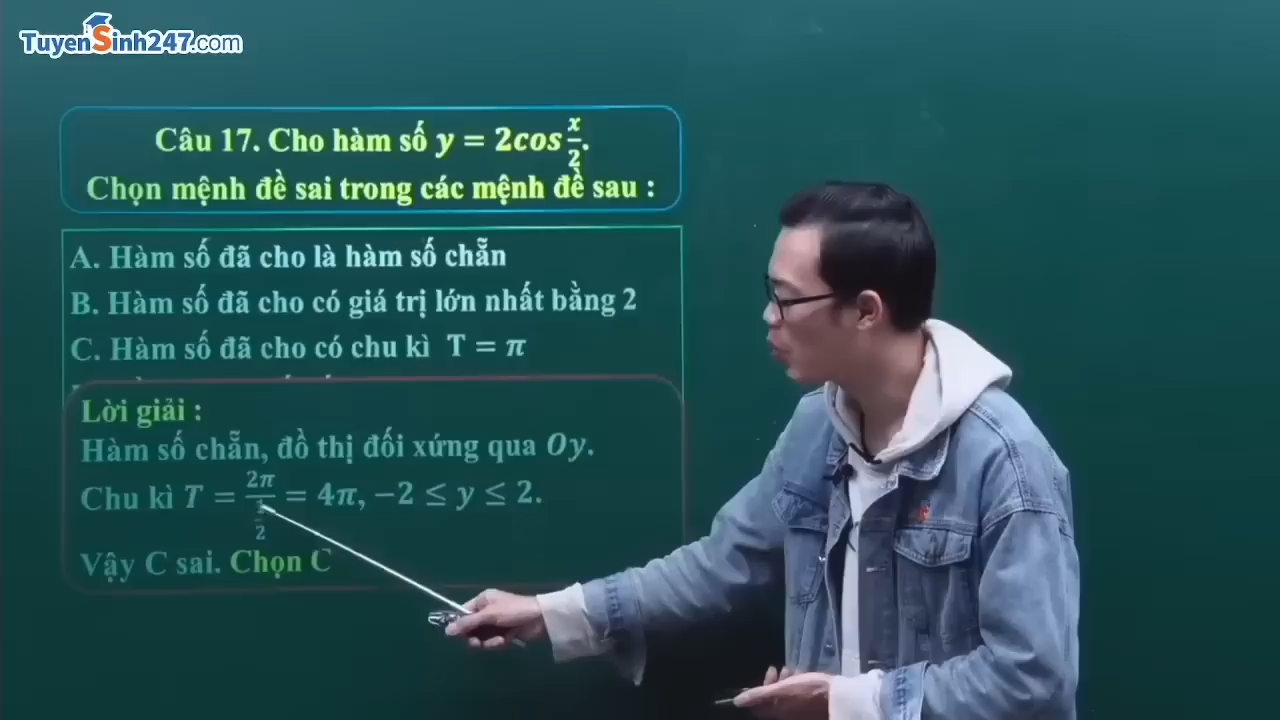 TuyenSinh247.com
Câu 17. Cho hàm số y = 2cos x/2.
Chọn mệnh đề sai trong các mệnh đề sau :
A. Hàm số đã cho là hàm số chẵn
B. Hàm số đã cho có giá trị lớn nhất bằng 2
C. Hàm số đã cho có chu kì T = π
Lời giải :
Hàm số chẵn, đồ thị đối xứng qua Oy.
Chu kì T = 2π/(1/2) = 4π, −2 ≤ y ≤ 2.
Vậy C sai. Chọn C